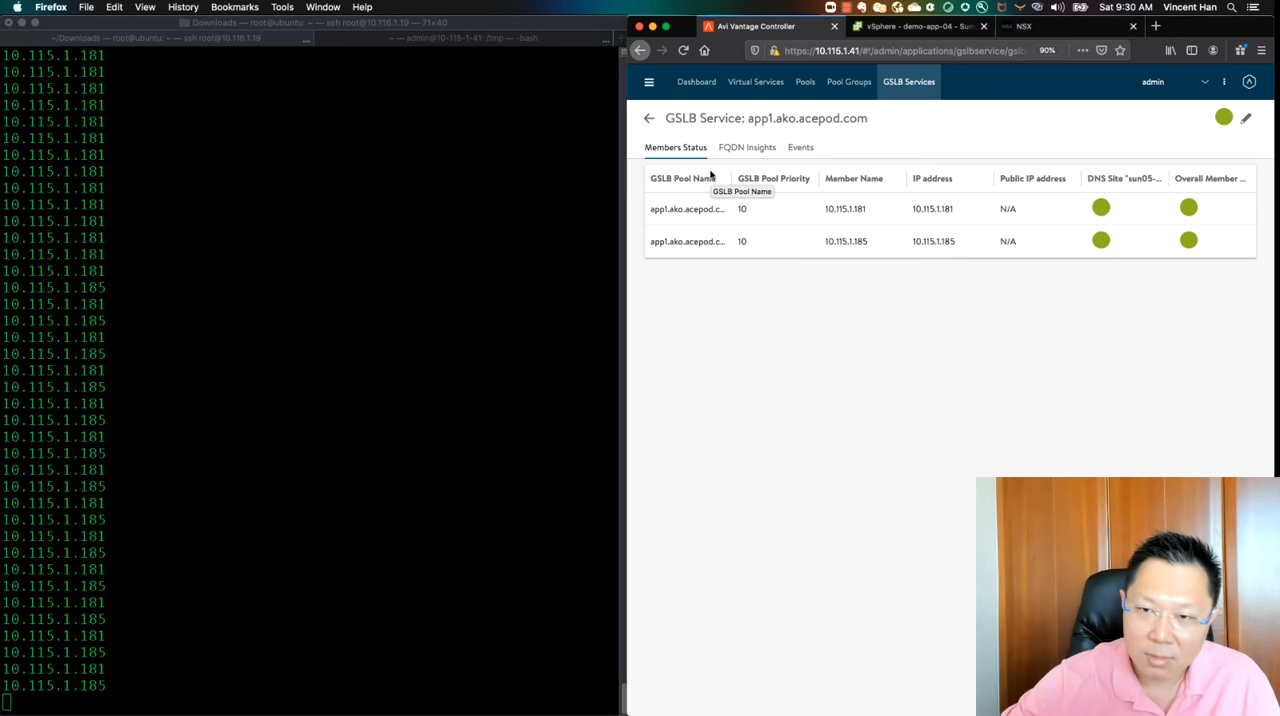 Firefox File Edit View History Bookmarks Tools Window Help
Sat 9:30 AM Vincent Han
Downloads — root@ubuntu: ~ — ssh root@10.116.1.19 — 71×40
~/Downloads — root@ubuntu: ~ — ssh root@10.116.1.19 ...
~ — admin@10-115-1-41: /tmp — -bash ...
10.115.1.181
10.115.1.181
10.115.1.181
10.115.1.181
10.115.1.181
10.115.1.181
10.115.1.181
10.115.1.181
10.115.1.181
10.115.1.181
10.115.1.181
10.115.1.181
10.115.1.181
10.115.1.181
10.115.1.185
10.115.1.181
10.115.1.185
10.115.1.181
10.115.1.185
10.115.1.181
10.115.1.185
10.115.1.181
10.115.1.185
10.115.1.181
10.115.1.185
10.115.1.181
10.115.1.185
10.115.1.181
10.115.1.185
10.115.1.181
10.115.1.185
10.115.1.181
10.115.1.185
10.115.1.181
10.115.1.185
10.115.1.181
10.115.1.185
10.115.1.181
10.115.1.185
Avi Vantage Controller
vSphere - demo-app-04 - Sum
NSX
https://10.115.1.41/#!/admin/applications/gslbservice/gslb 90%
Dashboard Virtual Services Pools Pool Groups GSLB Services admin
GSLB Service: app1.ako.acepod.com
Members Status FQDN Insights Events
GSLB Pool Name GSLB Pool Priority Member Name IP address Public IP address DNS Site "sun05-... Overall Member ...
GSLB Pool Name
app1.ako.acepod.c... 10 10.115.1.181 10.115.1.181 N/A
app1.ako.acepod.c... 10 10.115.1.185 10.115.1.185 N/A